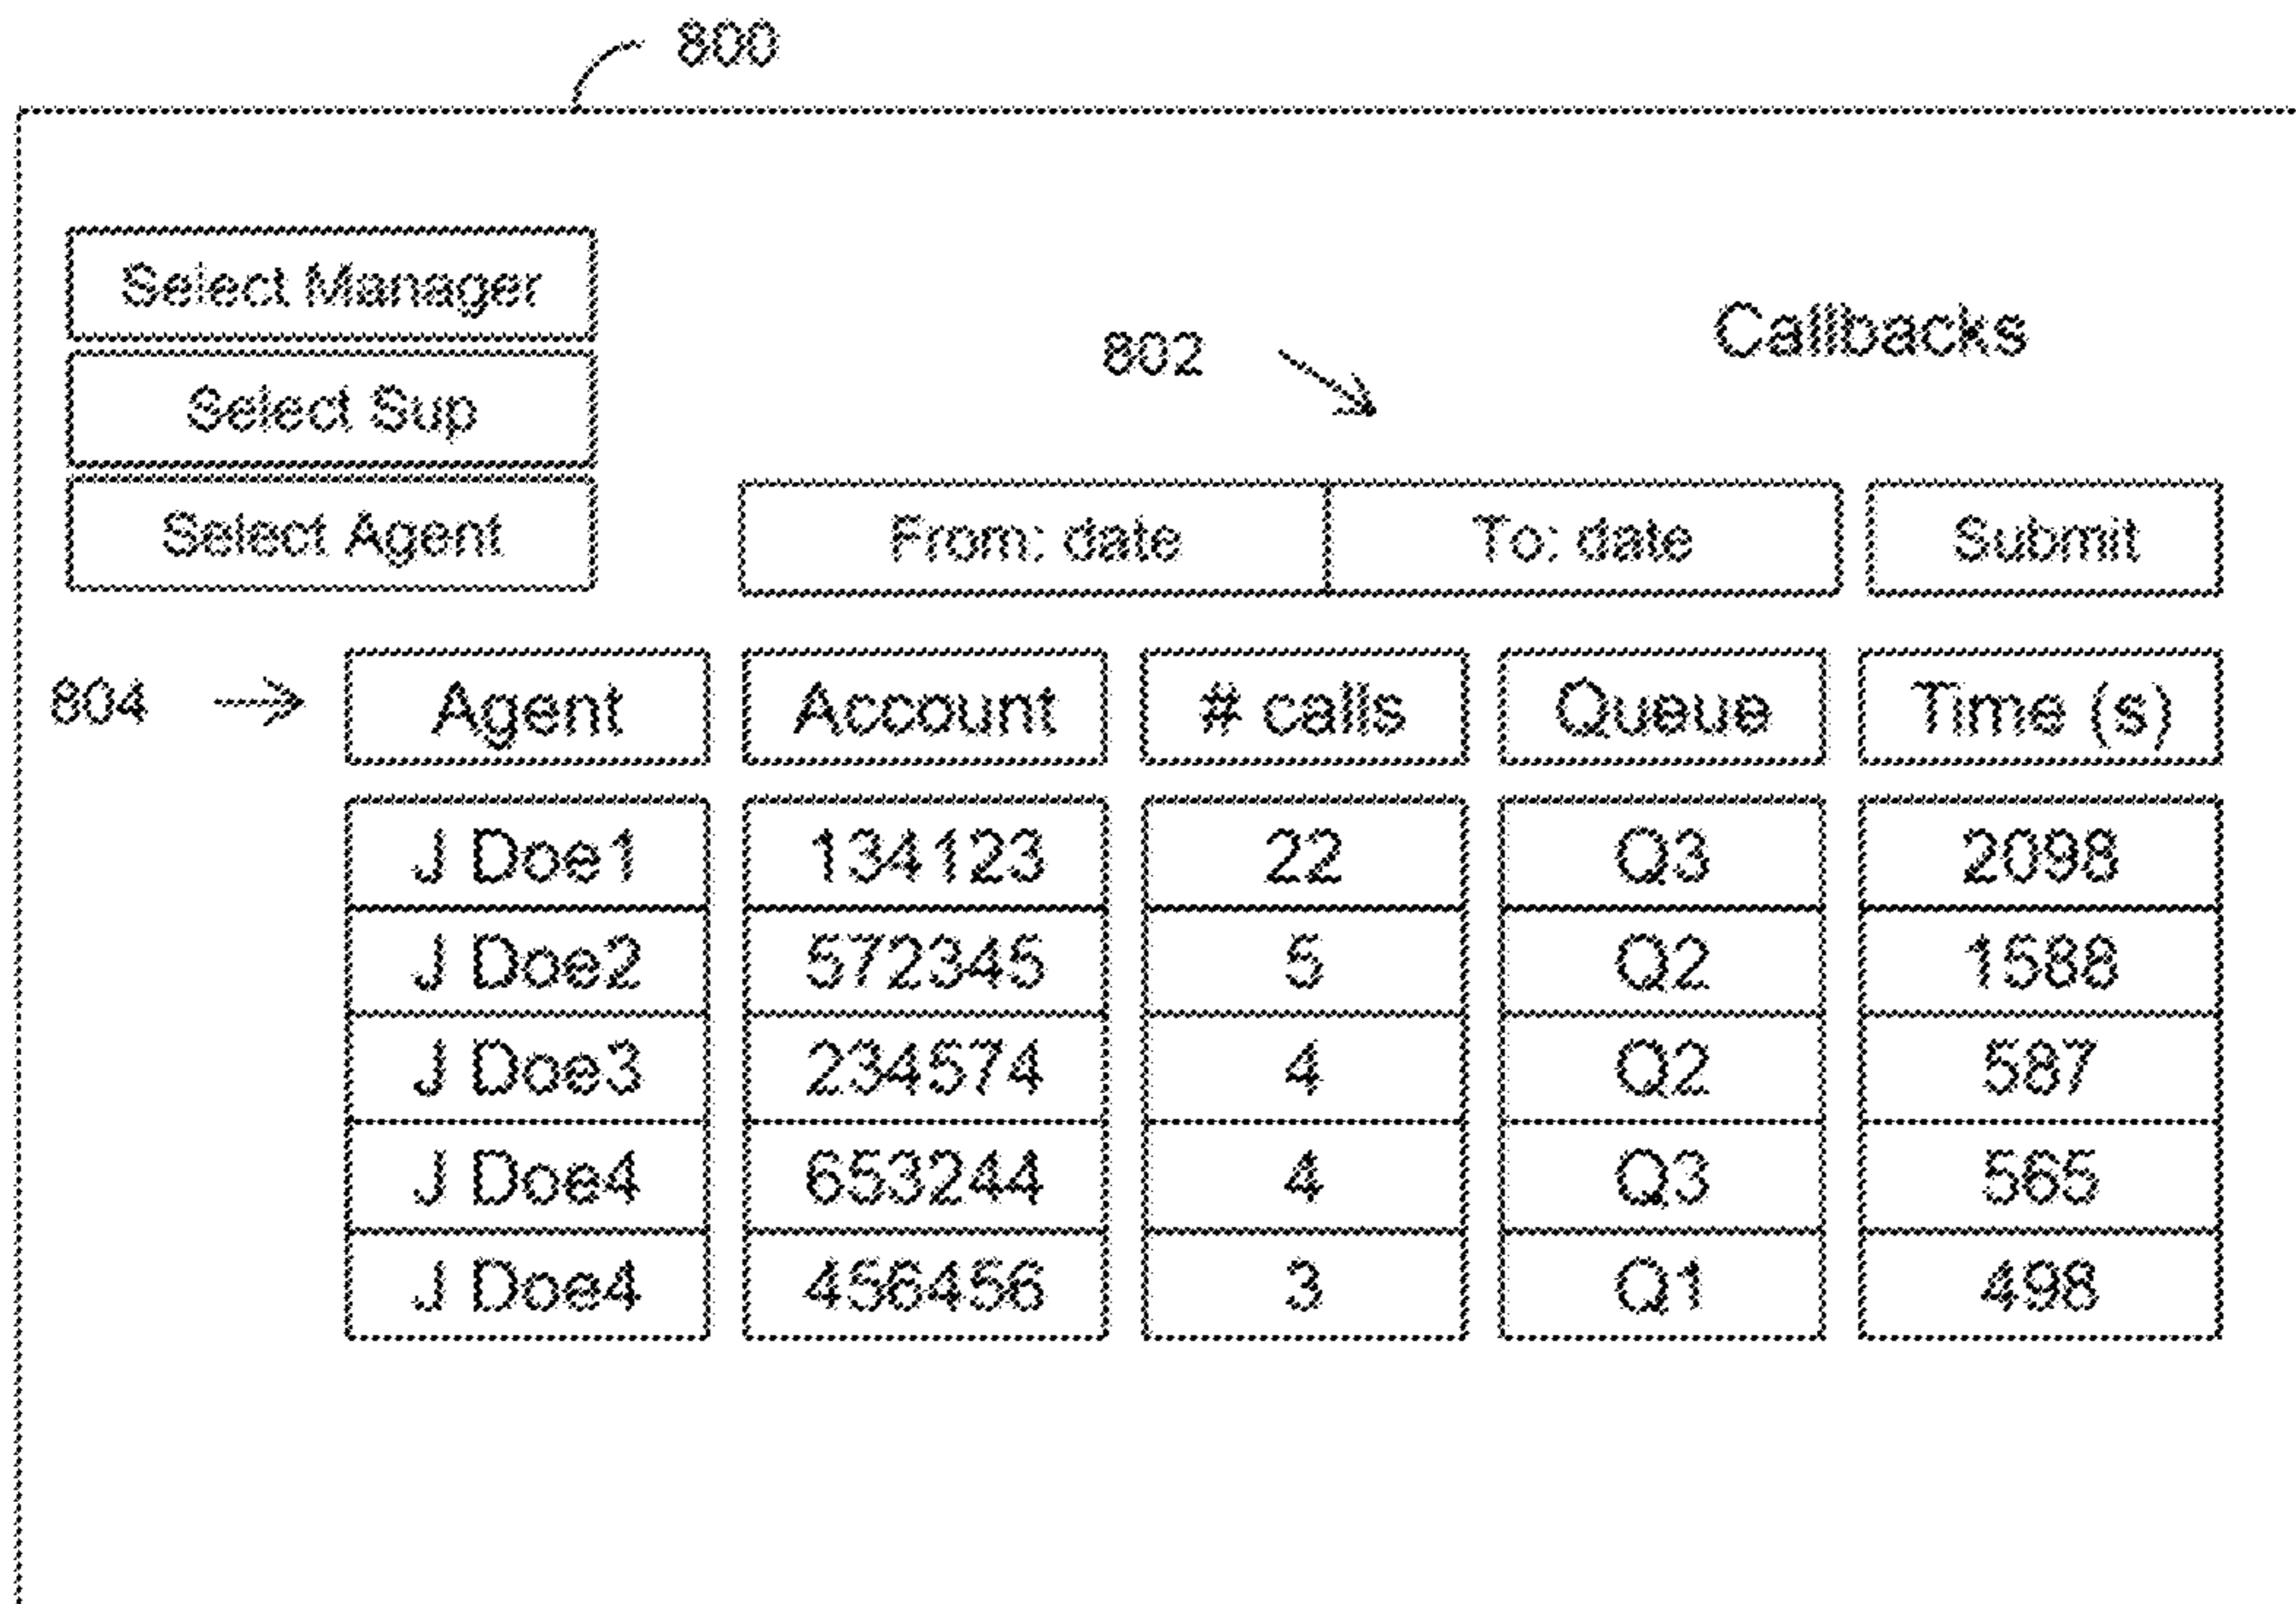 800
Select Manager
Select Sup
Select Agent
802
Callbacks
From: date To: date Submit
804 Agent Account # calls Queue Time (s)
J Doe1 134123 22 Q3 2098
J Doe2 572345 5 Q2 1588
J Doe3 234574 4 Q2 587
J Doe4 653244 4 Q3 565
J Doe4 456456 3 Q1 498